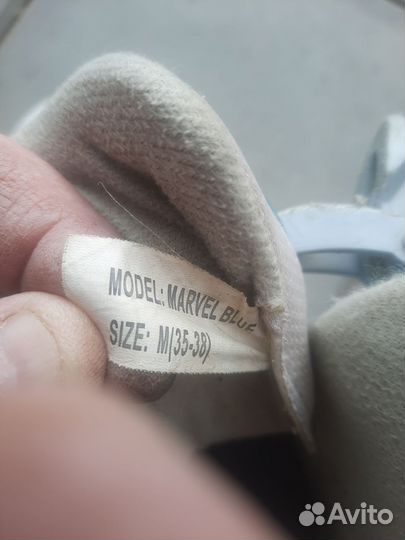 MODEL: MARVEL BLUE
SIZE: M(35-38)
Avito